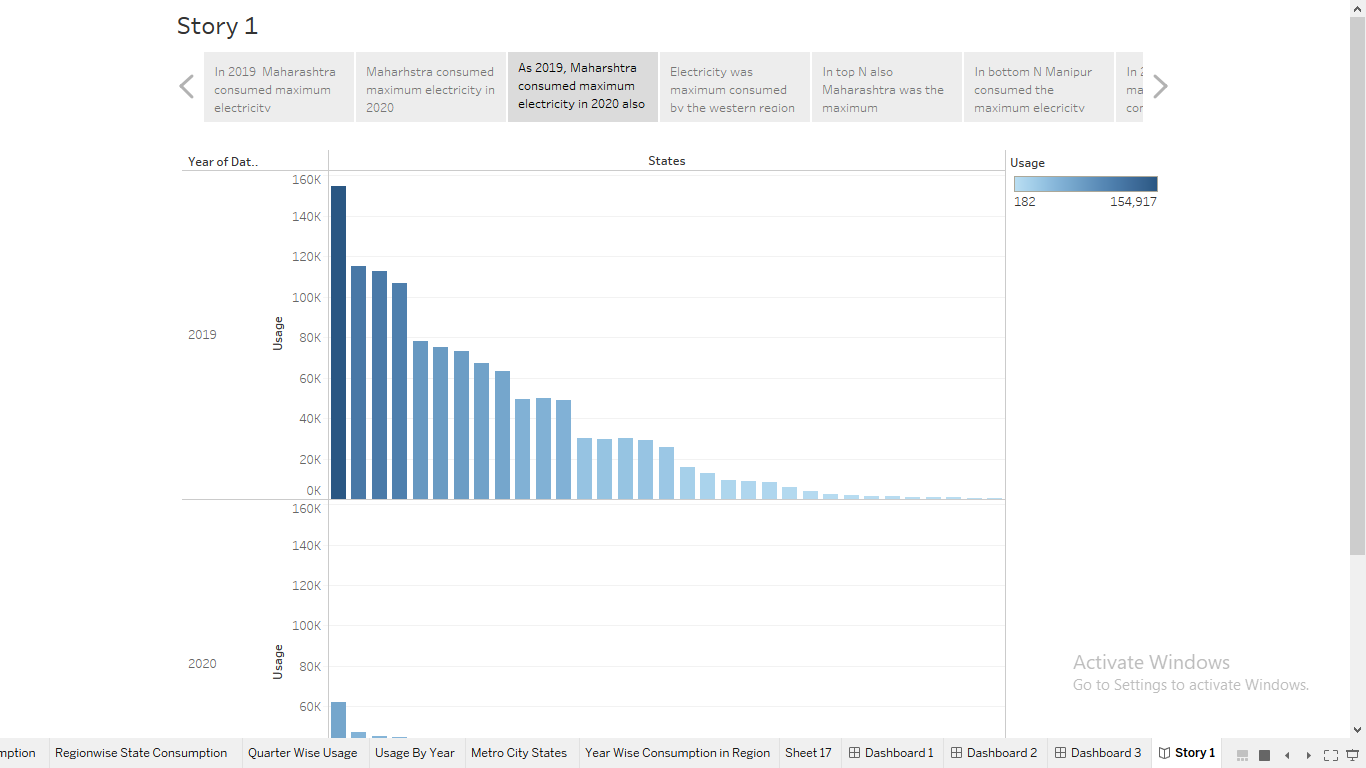 Story 1
In 2019  Maharashtra
consumed maximum
electricity
Maharhstra consumed
maximum electricity in
2020
As 2019, Maharshtra
consumed maximum
electricity in 2020 also
Electricity was
maximum consumed
by the western region
In top N also
Maharashtra was the
maximum
In bottom N Manipur
consumed the
maximum elecricity
In 2
ma
con
Year of Dat..
States
Usage
182
154,917
160K
140K
120K
100K
80K
60K
40K
20K
0K
Usage
2019
160K
140K
120K
100K
80K
60K
Usage
2020
Activate Windows
Go to Settings to activate Windows.
mption
Regionwise State Consumption
Quarter Wise Usage
Usage By Year
Metro City States
Year Wise Consumption in Region
Sheet 17
Dashboard 1
Dashboard 2
Dashboard 3
Story 1